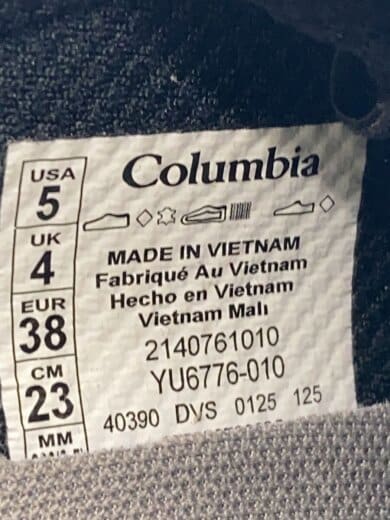 Columbia
USA
5
UK
4
EUR
38
CM
23
MM
MADE IN VIETNAM
Fabriqué Au Vietnam
Hecho en Vietnam
Vietnam Malı
2140761010
YU6776-010
40390 DVS 0125 125